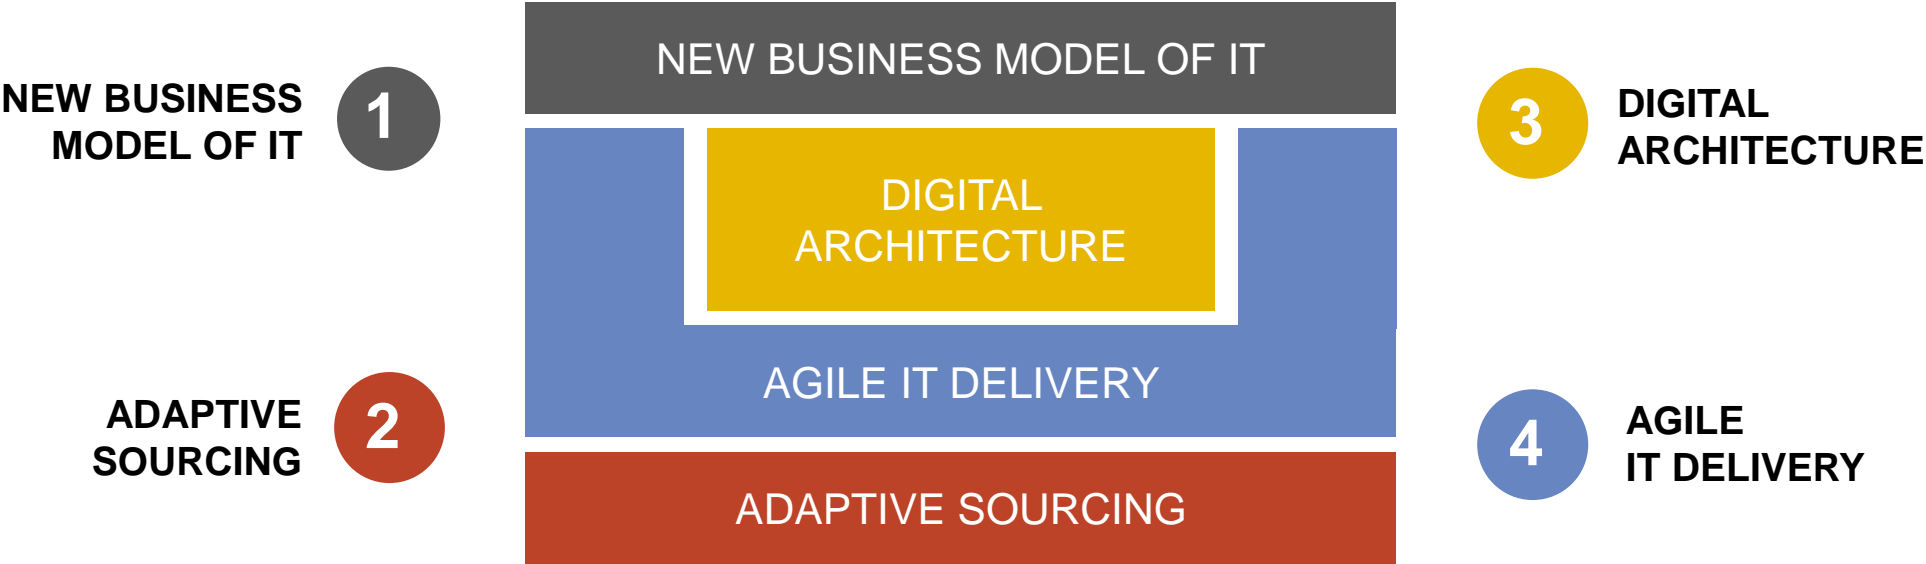 NEW BUSINESS
MODEL OF IT
1
ADAPTIVE
SOURCING
2
NEW BUSINESS MODEL OF IT
DIGITAL
ARCHITECTURE
AGILE IT DELIVERY
ADAPTIVE SOURCING
3
DIGITAL
ARCHITECTURE
4
AGILE
IT DELIVERY